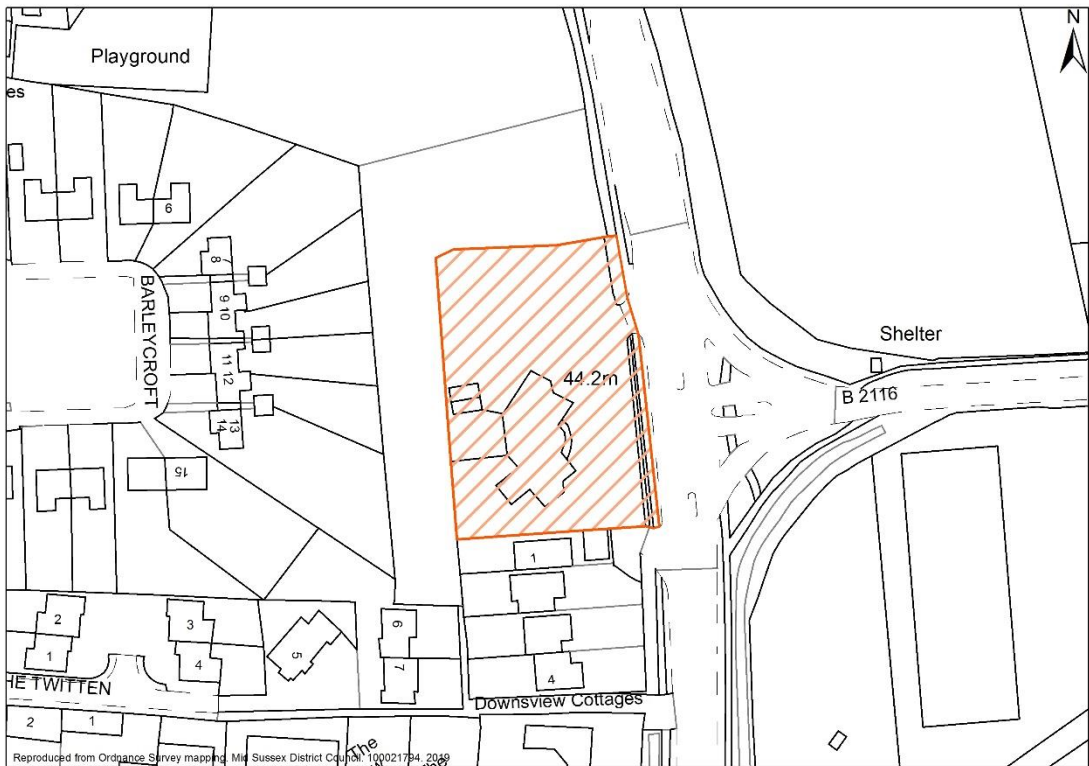 N
Playground
es
6
8
9 10
BARLEYCROFT
11 12
13
14
15
44.2m
Shelter
B 2116
1
2
3
1
4
5
6
7
4
HE TWITTEN
Downsview Cottages
2
1
The
Reproduced from Ordnance Survey mapping. Mid Sussex District Council. 100021794. 2019